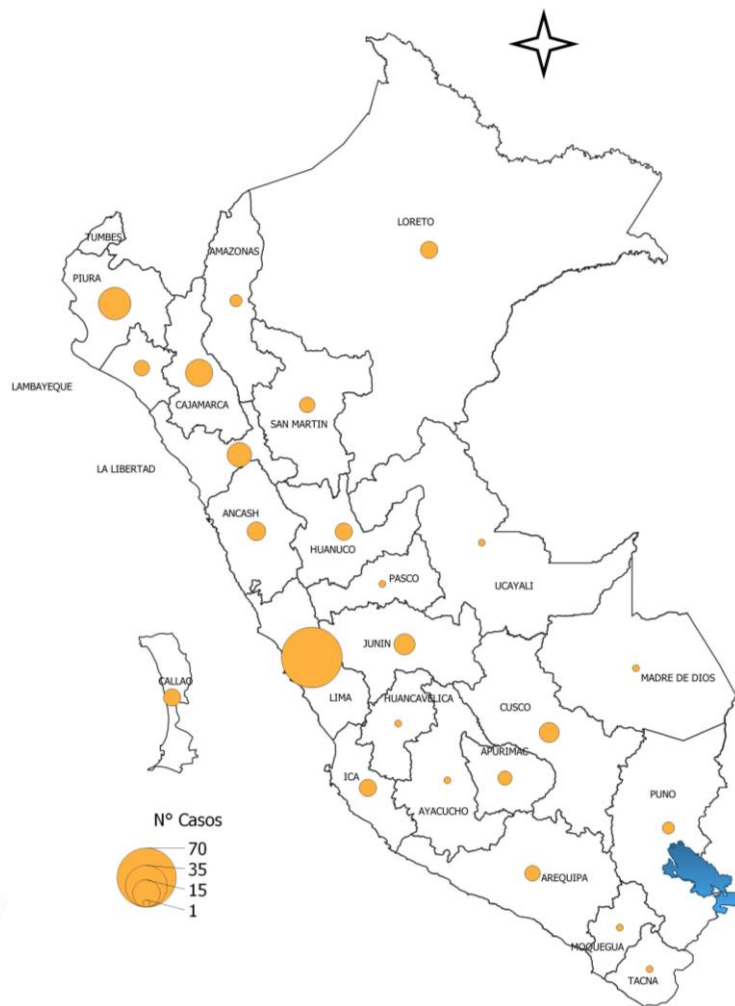 LORETO
TUMBES
AMAZONAS
PIURA
LAMBAYEQUE
CAJAMARCA
SAN MARTIN
LA LIBERTAD
ANCASH
HUANUCO
PASCO
UCAYALI
JUNIN
MADRE DE DIOS
CALLAO
LIMA
HUANCAVELICA
CUSCO
APURIMAC
ICA
AYACUCHO
PUNO
N° Casos
70
35
15
1
AREQUIPA
MOQUEGUA
TACNA